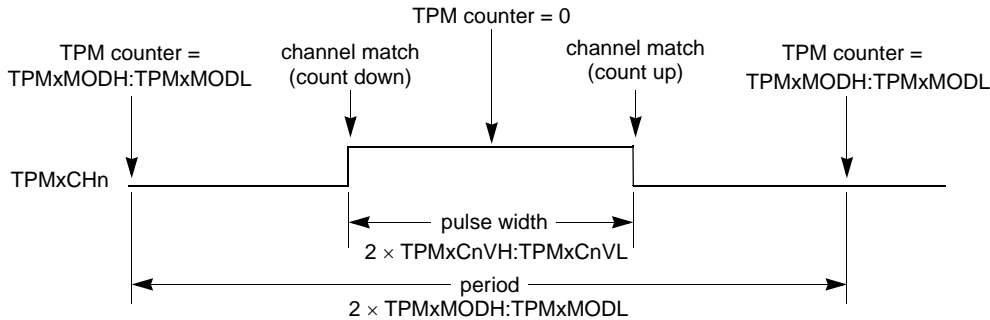 TPM counter = 0
TPM counter =
TPMxMODH:TPMxMODL
channel match
(count down)
channel match
(count up)
TPM counter =
TPMxMODH:TPMxMODL
TPMxCHn
pulse width
2 × TPMxCnVH:TPMxCnVL
period
2 × TPMxMODH:TPMxMODL